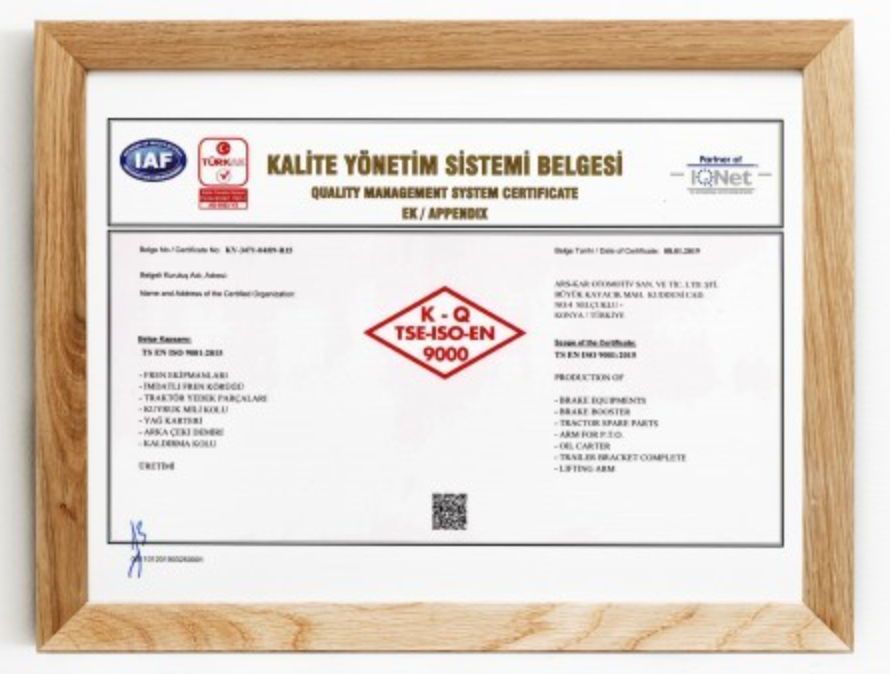 IAF
TÜRKAK
KALİTE YÖNETİM SİSTEMİ BELGESİ
QUALITY MANAGEMENT SYSTEM CERTIFICATE
EK / APPENDIX
Partner of
IQNet
Belge No / Certificate No:
Belge Tarihi / Date of Certificate: 08.01.2019
Belgeli Kuruluş Adı, Adresi:
Name and Address of the Certified Organization:
ARS-KAR OTOMOTİV SAN. VE TİC. LTD. ŞTİ.
BÜYÜK KAYACIK MAH. KUDDUSİ CAD.
NO:4 SELÇUKLU -
KONYA / TÜRKİYE
K - Q
TSE-ISO-EN
9000
Belge Kapsamı:
TS EN ISO 9001:2015
- FREN EKİPMANLARI
- İMDATLI FREN KÖRÜĞÜ
- TRAKTÖR YEDEK PARÇALARI
- KUYRUK MİLİ KOLU
- YAĞ KARTERİ
- ARKA ÇEKİ DEMİRİ
- KALDIRMA KOLU
ÜRETİMİ
Scope of the Certificate:
TS EN ISO 9001:2015
PRODUCTION OF
- BRAKE EQUIPMENTS
- BRAKE BOOSTER
- TRACTOR SPARE PARTS
- ARM FOR P.T.O.
- OIL CARTER
- TRAILER BRACKET COMPLETE
- LIFTING ARM